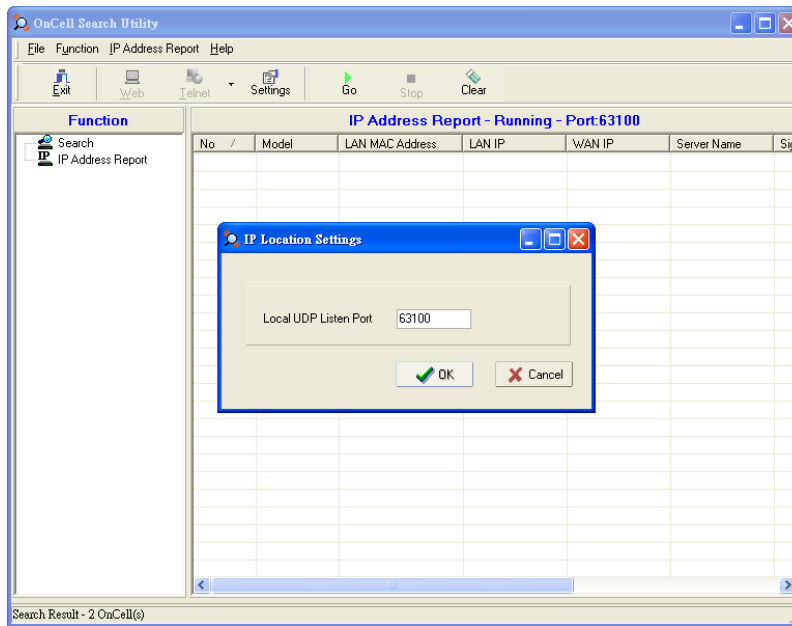 OnCell Search Utility
File Function IP Address Report Help
Exit Web Telnet Settings Go Stop Clear
Function
IP Address Report - Running - Port:63100
Search
IP Address Report
No Model LAN MAC Address LAN IP WAN IP Server Name Sig
IP Location Settings
Local UDP Listen Port 63100
OK Cancel
Search Result - 2 OnCell(s)